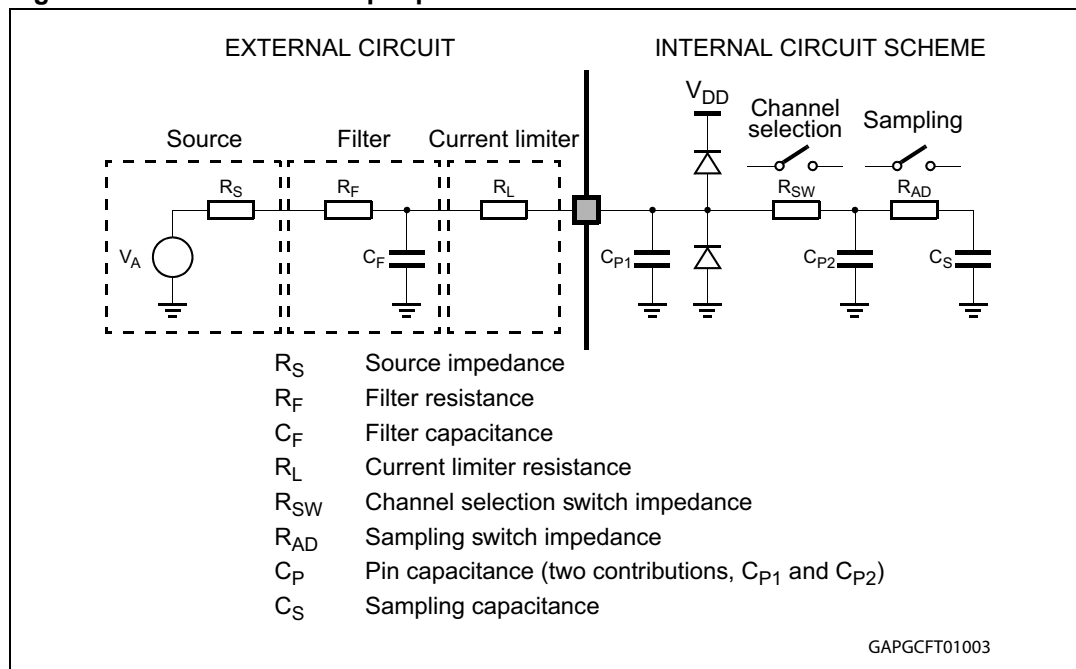 EXTERNAL CIRCUIT
INTERNAL CIRCUIT SCHEME
VDD
Channel
selection
Sampling
Source
Filter
Current limiter
RS
RF
RL
RSW
RAD
VA
CF
CP1
CP2
CS
RS Source impedance
RF Filter resistance
CF Filter capacitance
RL Current limiter resistance
RSW Channel selection switch impedance
RAD Sampling switch impedance
CP Pin capacitance (two contributions, CP1 and CP2)
CS Sampling capacitance
GAPGCFT01003